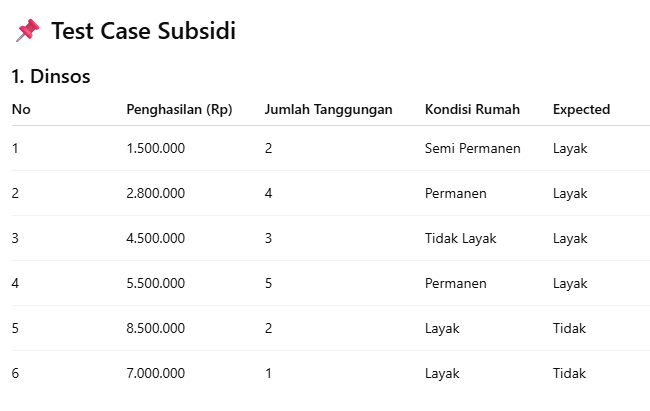 📌 Test Case Subsidi
1. Dinsos
No Penghasilan (Rp) Jumlah Tanggungan Kondisi Rumah Expected
1 1.500.000 2 Semi Permanen Layak
2 2.800.000 4 Permanen Layak
3 4.500.000 3 Tidak Layak Layak
4 5.500.000 5 Permanen Layak
5 8.500.000 2 Layak Tidak
6 7.000.000 1 Layak Tidak